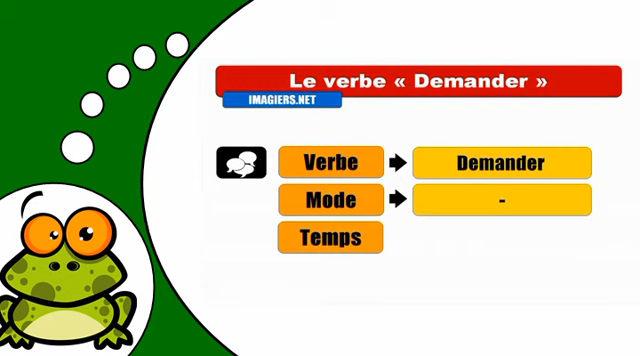 Le verbe « Demander »
IMAGIERS.NET
Verbe Demander
Mode -
Temps